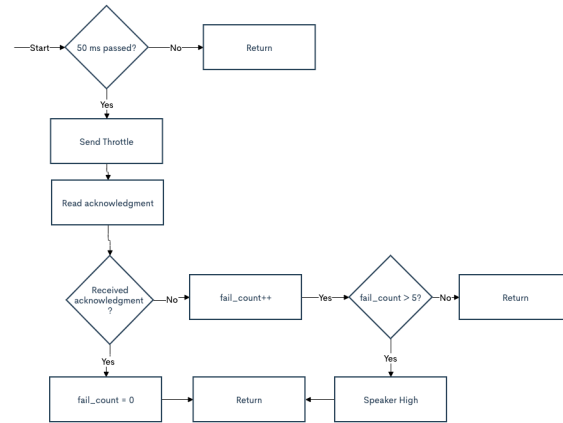 Start
50 ms passed?
No
Return
Yes
Send Throttle
Read acknowledgment
Received
acknowledgment
?
No
fail_count++
Yes
fail_count > 5?
No
Return
Yes
Yes
fail_count = 0
Return
Speaker High